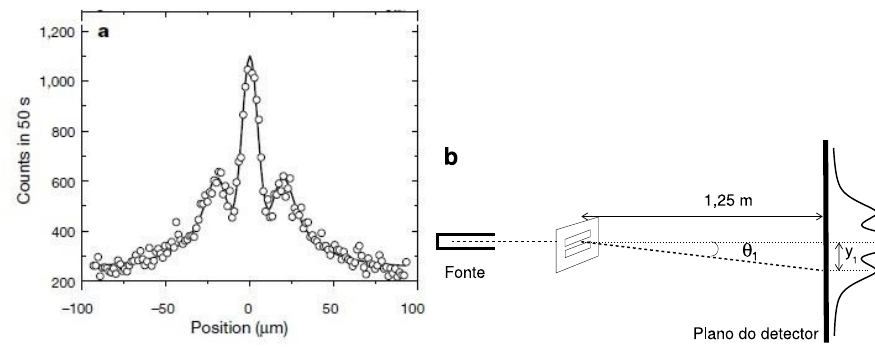 a
1,200
1,000
800
600
400
200
Counts in 50 s
−100
−50
0
50
100
Position (µm)
b
1,25 m
θ1
y1
Fonte
Plano do detector